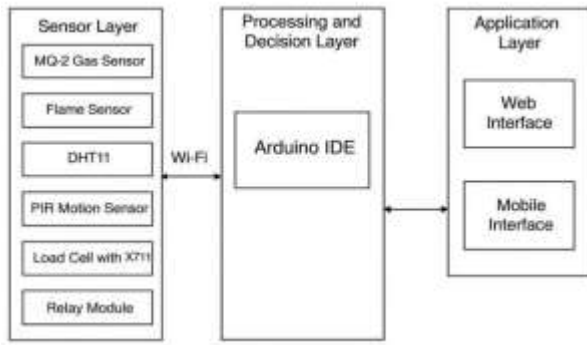 Sensor Layer
MQ-2 Gas Sensor
Flame Sensor
DHT11
PIR Motion Sensor
Load Cell with X711
Relay Module
Wi-Fi
Processing and
Decision Layer
Arduino IDE
Application
Layer
Web
Interface
Mobile
Interface